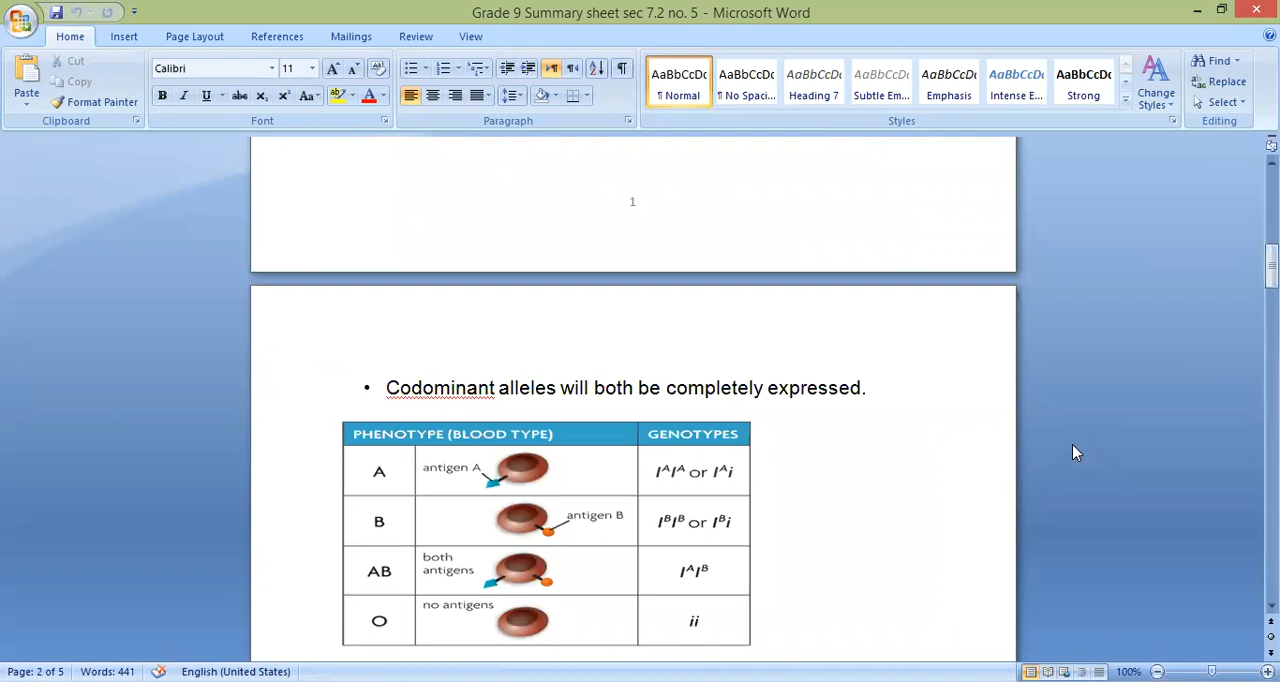 Grade 9 Summary sheet sec 7.2 no. 5 - Microsoft Word
Home Insert Page Layout References Mailings Review View
Paste
Cut
Copy
Format Painter
Clipboard
Calibri 11
B I U abc X₂ X² Aa
Font
Paragraph
AaBbCcDc AaBbCcDc AaBbCcDc AaBbCcDc AaBbCcDc AaBbCcDc AaBbCcDc
¶ Normal ¶ No Spaci... Heading 7 Subtle Em... Emphasis Intense E... Strong
Styles
Change Styles
Find
Replace
Select
Editing
1
• Codominant alleles will both be completely expressed.
PHENOTYPE (BLOOD TYPE) GENOTYPES
A antigen A IᴬIᴬ or Iᴬi
B antigen B IᴮIᴮ or Iᴮi
AB both antigens IᴬIᴮ
O no antigens ii
Page: 2 of 5 Words: 441 English (United States) 100%